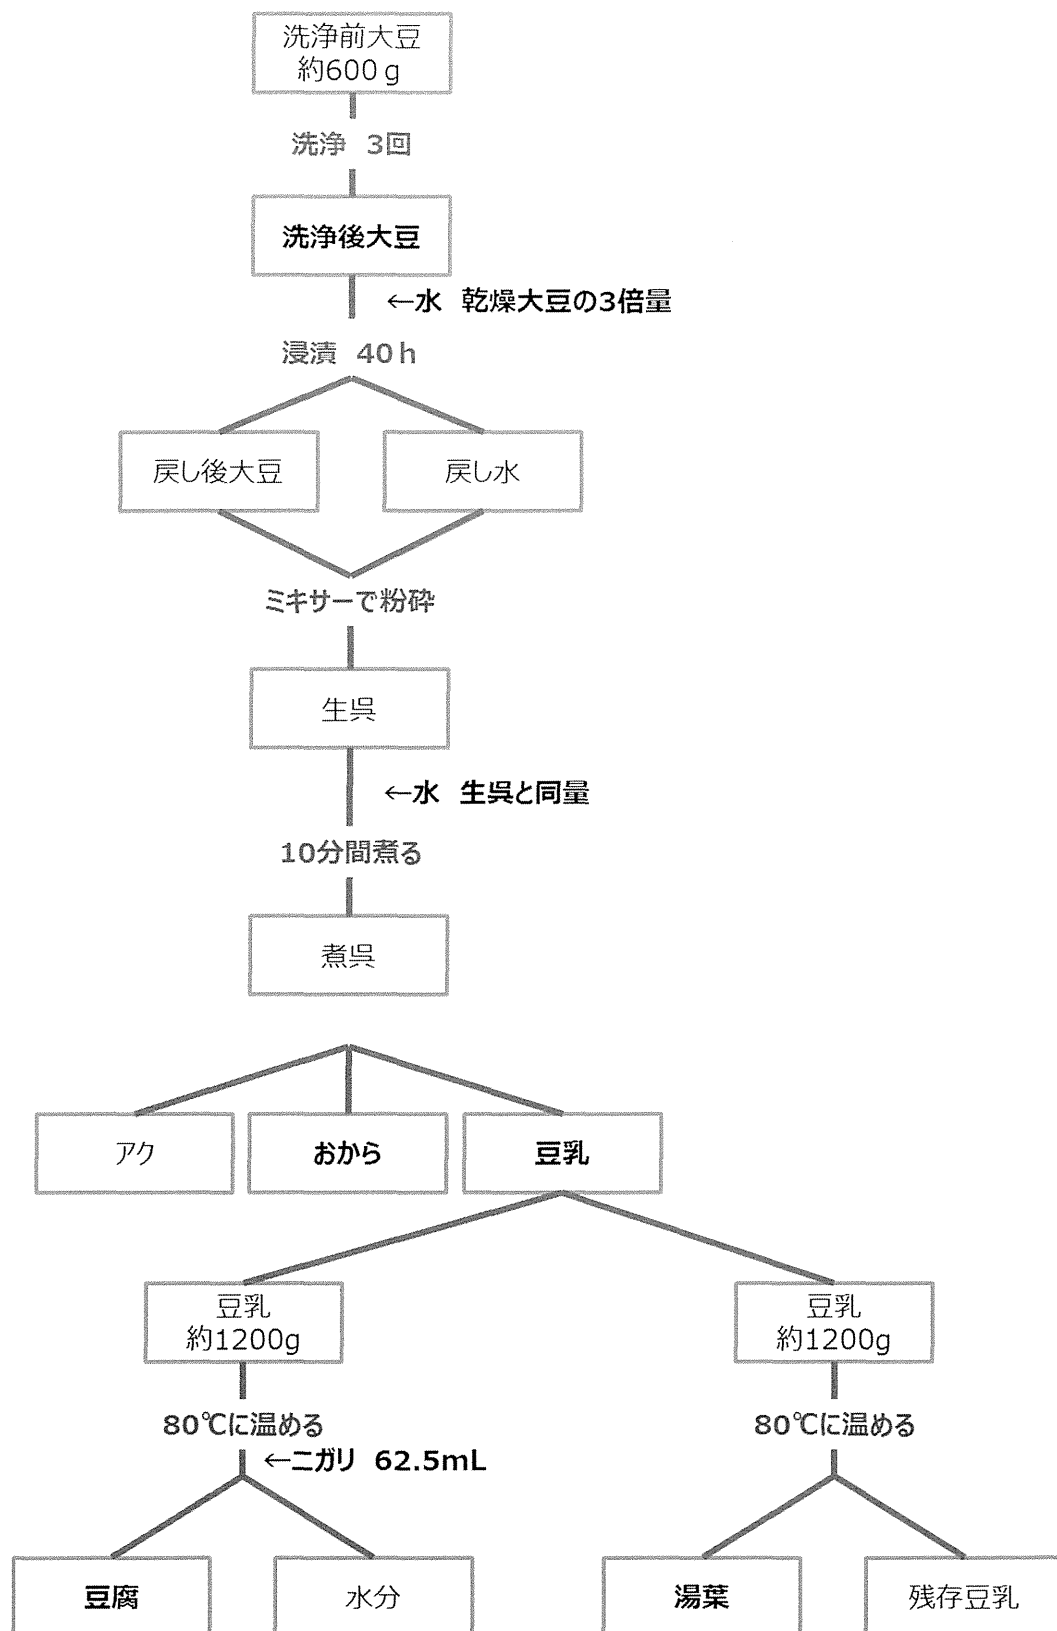 洗浄前大豆
約600ｇ
洗浄 3回
洗浄後大豆
←水 乾燥大豆の3倍量
浸漬 40ｈ
戻し後大豆 戻し水
ミキサーで粉砕
生呉
←水 生呉と同量
10分間煮る
煮呉
アク おから 豆乳
豆乳
約1200g
豆乳
約1200g
80℃に温める 80℃に温める
←ニガリ 62.5mL
豆腐 水分 湯葉 残存豆乳